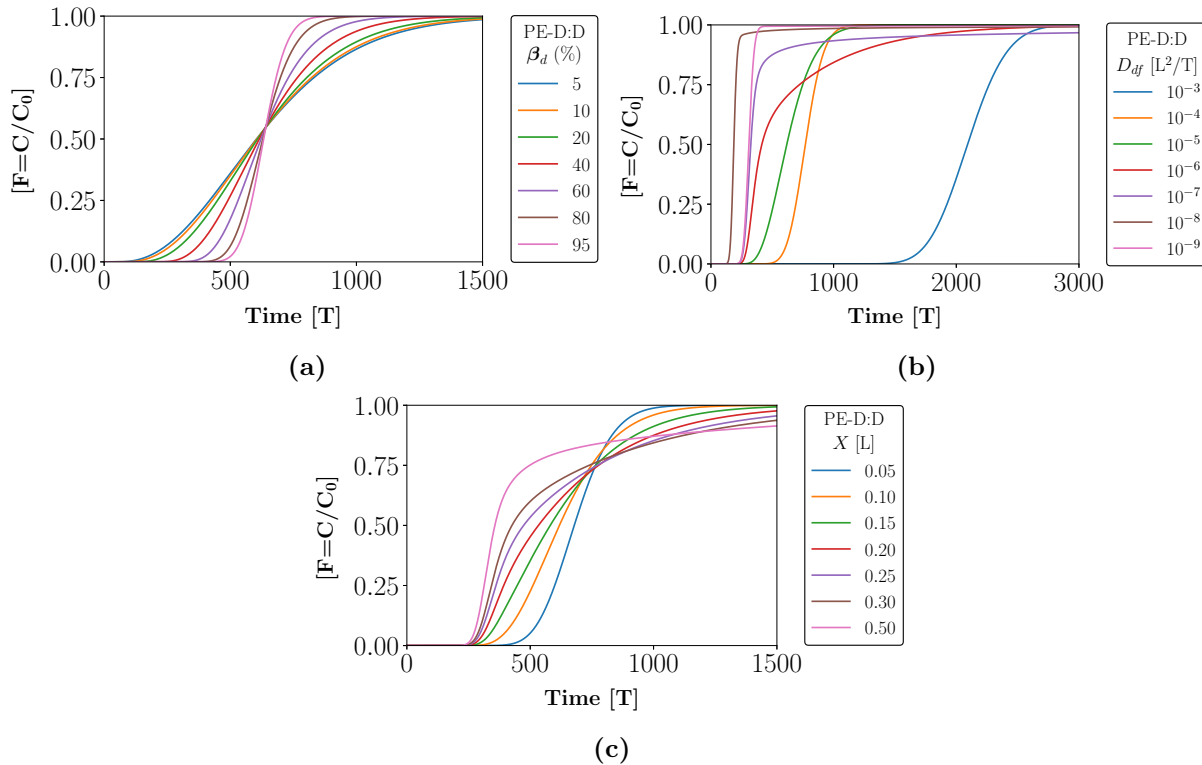 1.00
0.75
0.50
0.25
0.00
[F=C/C₀]
0 500 1000 1500
Time [T]
PE-D:D
β_d (%)
5
10
20
40
60
80
95
(a)
1.00
0.75
0.50
0.25
0.00
[F=C/C₀]
0 1000 2000 3000
Time [T]
PE-D:D
D_df [L²/T]
10⁻³
10⁻⁴
10⁻⁵
10⁻⁶
10⁻⁷
10⁻⁸
10⁻⁹
(b)
1.00
0.75
0.50
0.25
0.00
[F=C/C₀]
0 500 1000 1500
Time [T]
PE-D:D
X [L]
0.05
0.10
0.15
0.20
0.25
0.30
0.50
(c)